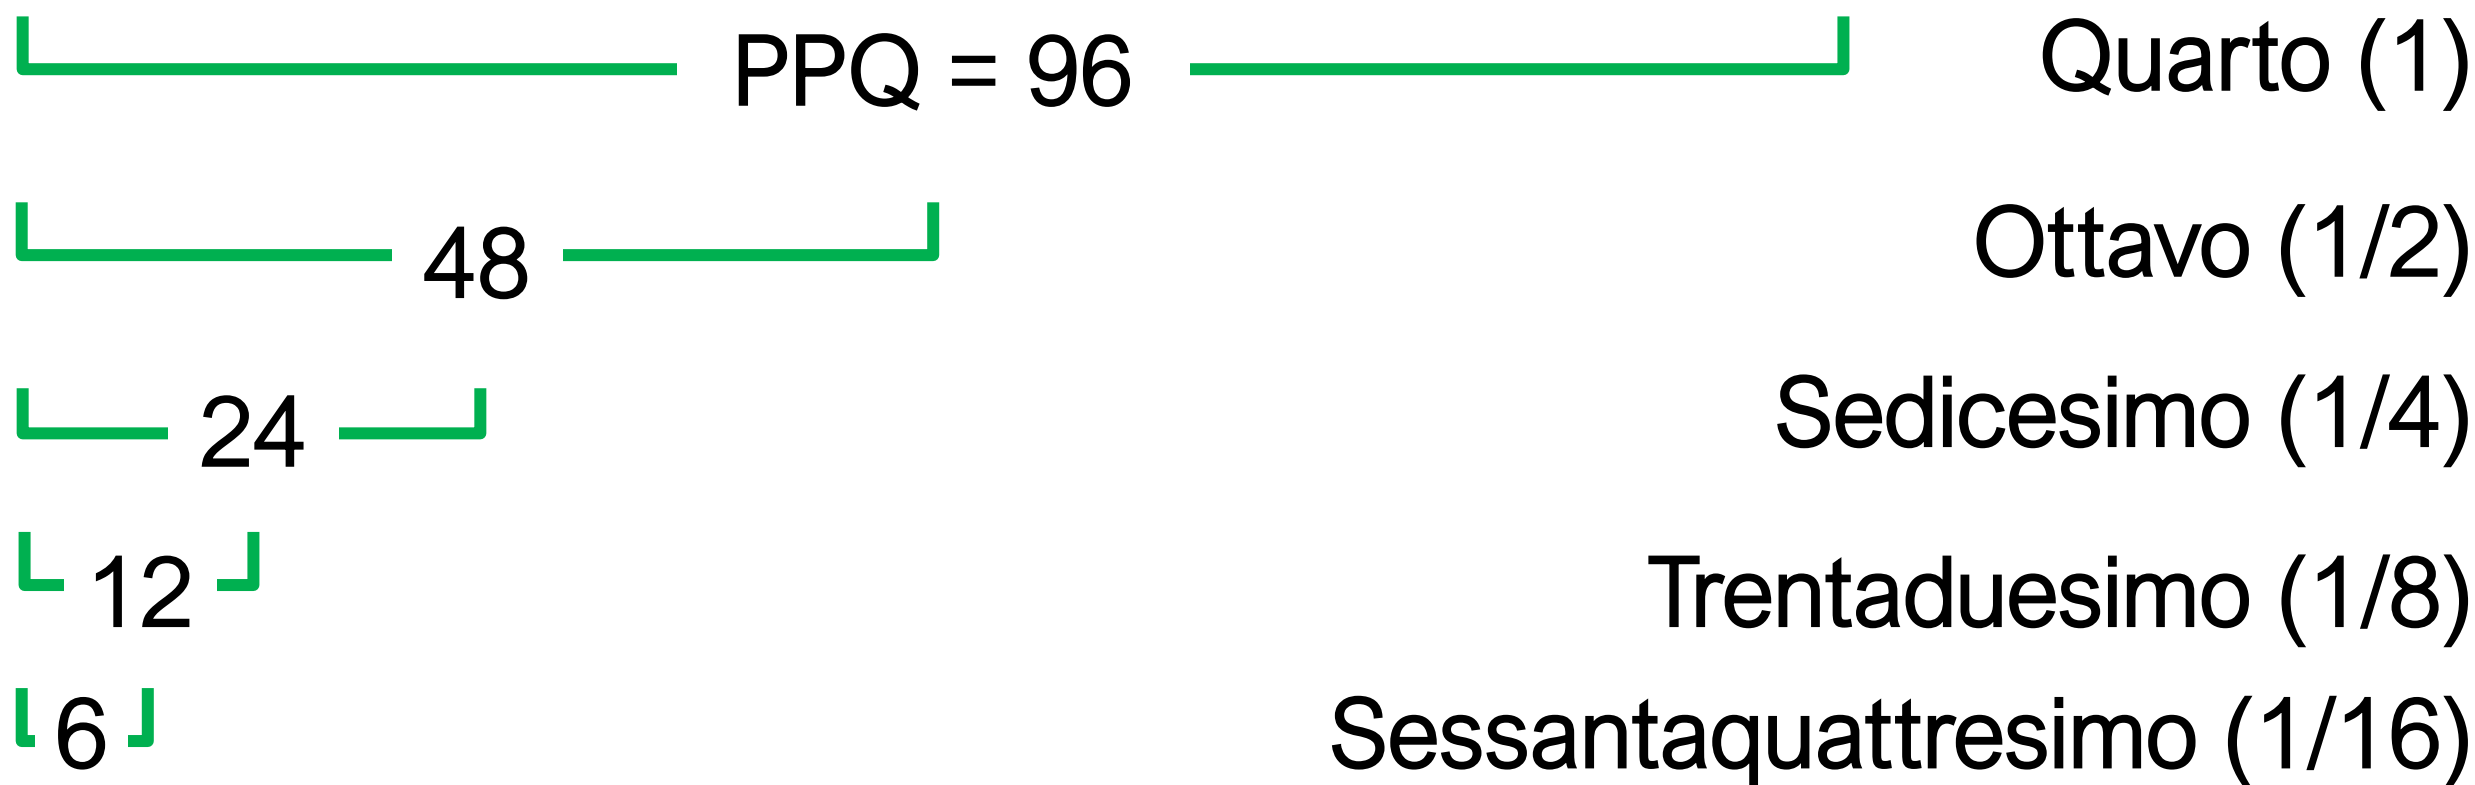 PPQ = 96 Quarto (1)
48 Ottavo (1/2)
24 Sedicesimo (1/4)
12 Trentaduesimo (1/8)
6 Sessantaquattresimo (1/16)